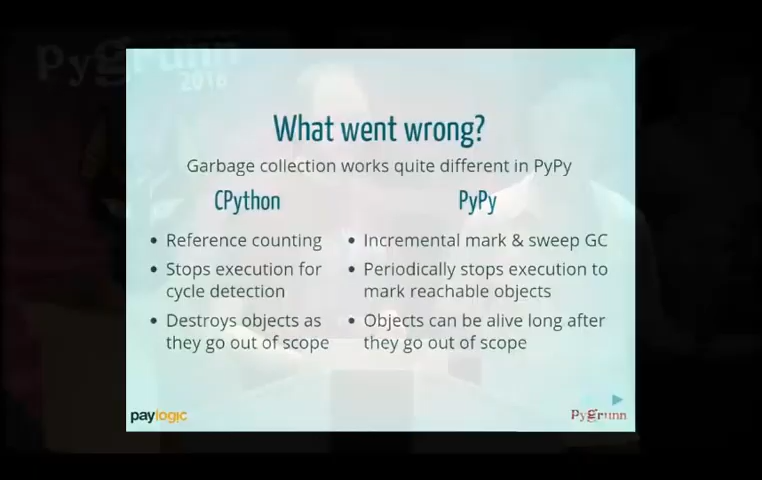 pygrunn
2016
What went wrong?
Garbage collection works quite different in PyPy
CPython
• Reference counting
• Stops execution for
cycle detection
• Destroys objects as
they go out of scope
PyPy
• Incremental mark & sweep GC
• Periodically stops execution to
mark reachable objects
• Objects can be alive long after
they go out of scope
paylogic
Pygrunn